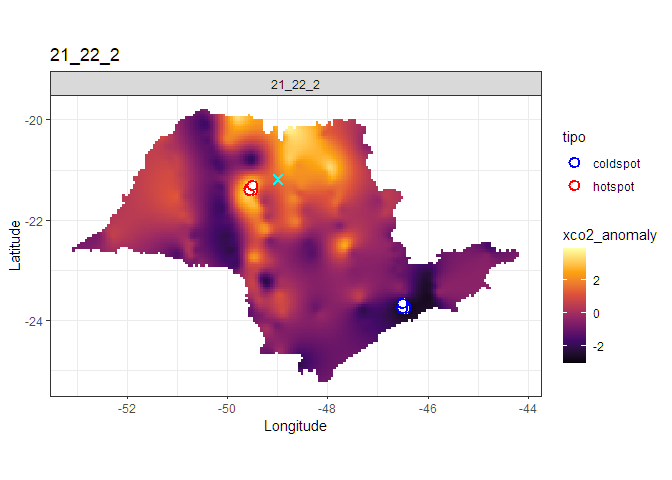 21_22_2
21_22_2
-20
-22
-24
Latitude
-52
-50
-48
-46
-44
Longitude
tipo
coldspot
hotspot
xco2_anomaly
2
0
-2